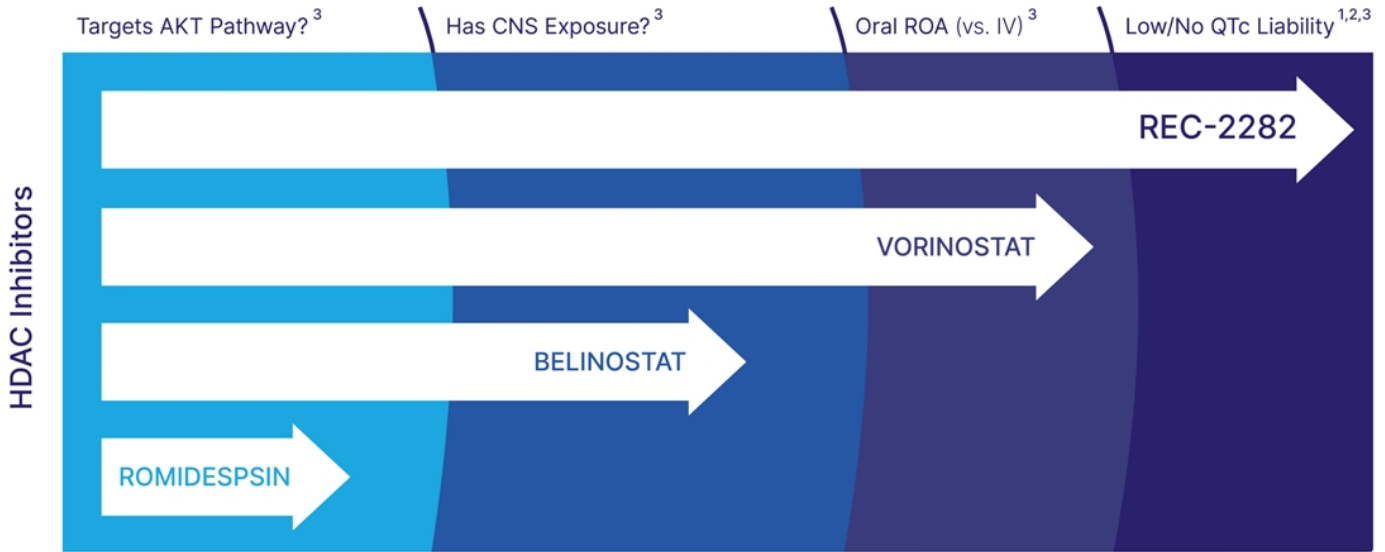 Targets AKT Pathway? 3
Has CNS Exposure? 3
Oral ROA (vs. IV) 3
Low/No QTc Liability 1,2,3
HDAC Inhibitors
REC-2282
VORINOSTAT
BELINOSTAT
ROMIDESPSIN